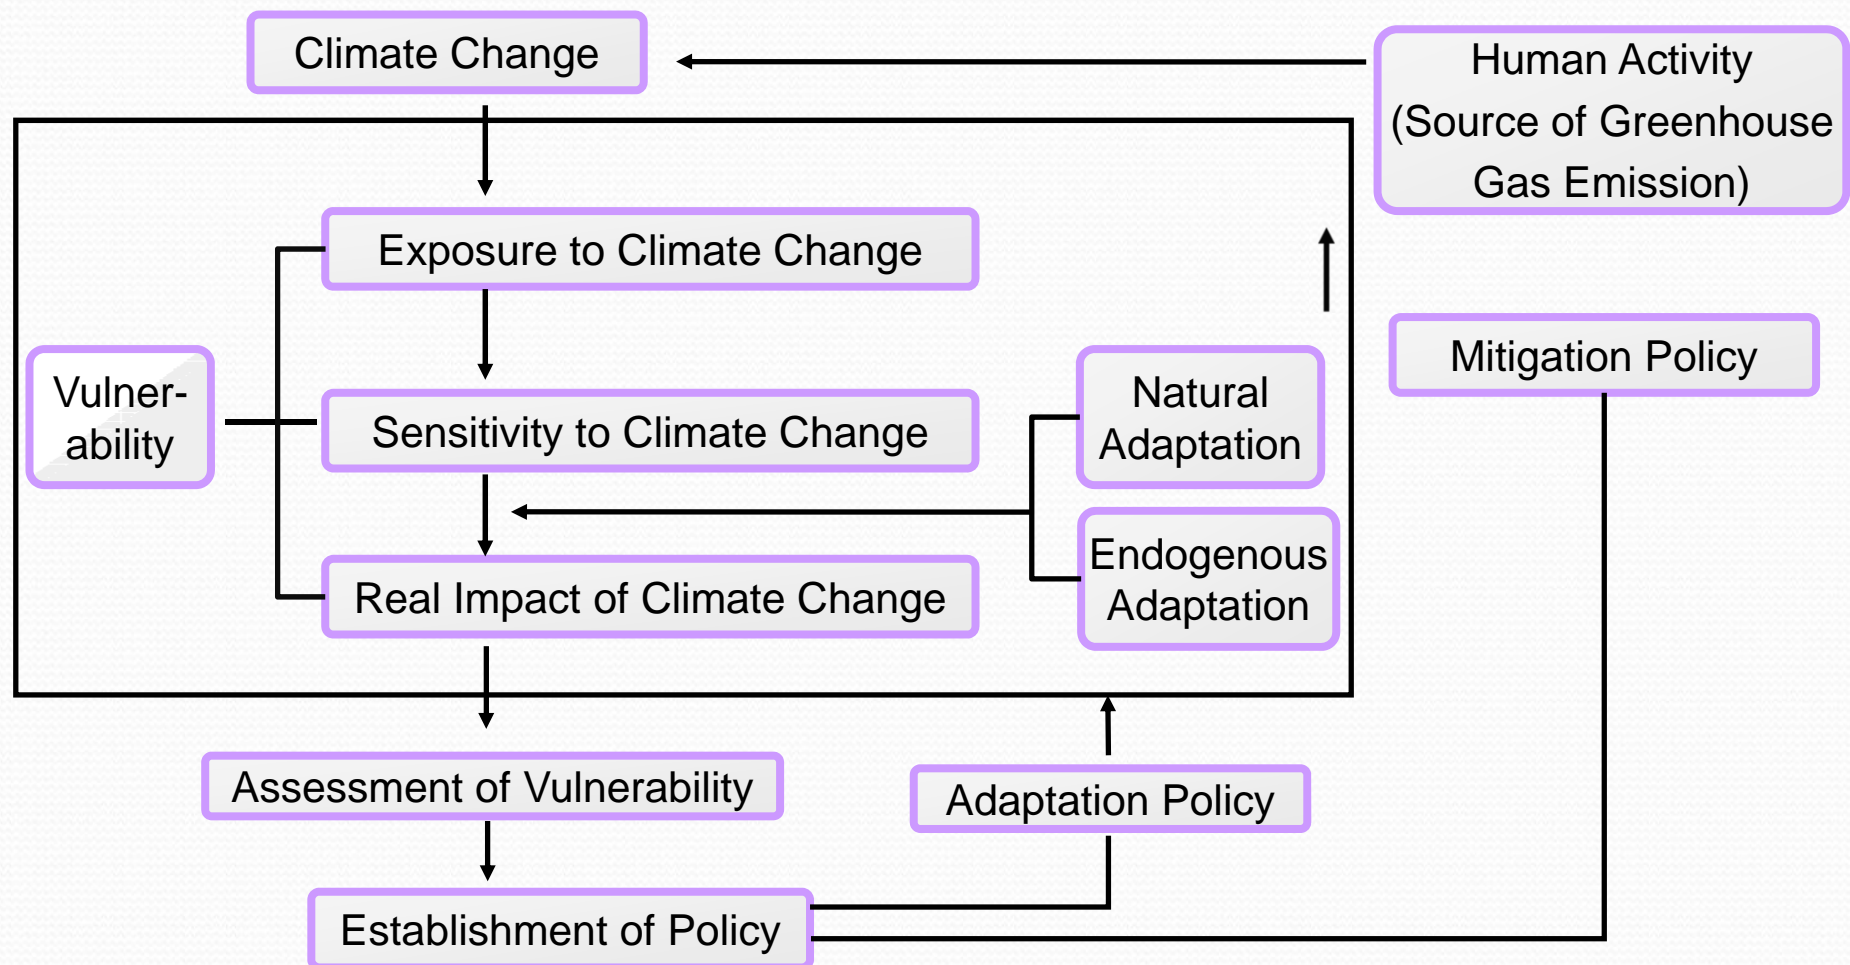 Climate Change
Human Activity
(Source of Greenhouse
Gas Emission)
Exposure to Climate Change
Mitigation Policy
Vulner-
ability
Sensitivity to Climate Change
Natural
Adaptation
Endogenous
Adaptation
Real Impact of Climate Change
Assessment of Vulnerability
Adaptation Policy
Establishment of Policy